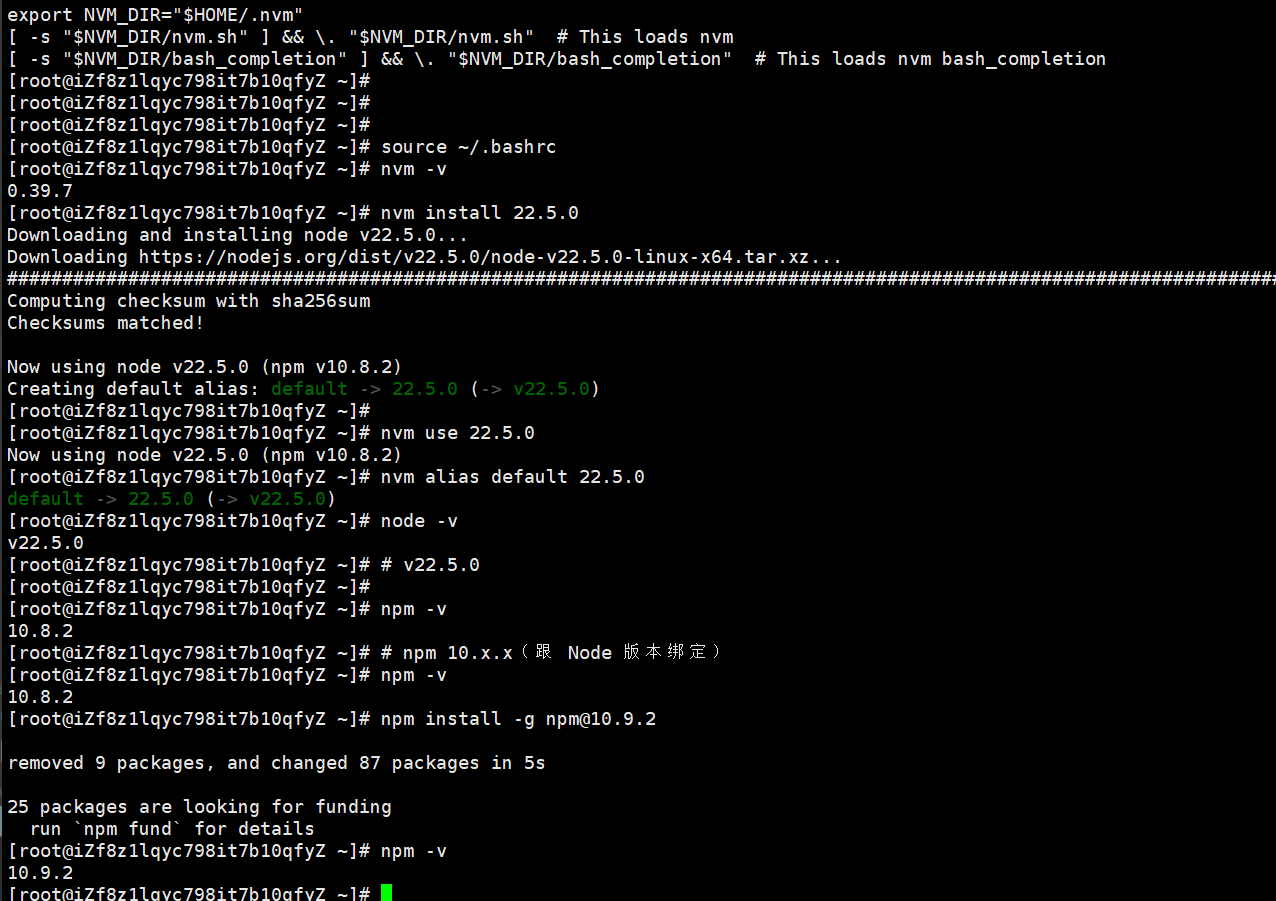 export NVM_DIR="$HOME/.nvm"
[ -s "$NVM_DIR/nvm.sh" ] && \. "$NVM_DIR/nvm.sh"  # This loads nvm
[ -s "$NVM_DIR/bash_completion" ] && \. "$NVM_DIR/bash_completion"  # This loads nvm bash_completion
[root@iZf8z1lqyc798it7b10qfyZ ~]#
[root@iZf8z1lqyc798it7b10qfyZ ~]#
[root@iZf8z1lqyc798it7b10qfyZ ~]#
[root@iZf8z1lqyc798it7b10qfyZ ~]# source ~/.bashrc
[root@iZf8z1lqyc798it7b10qfyZ ~]# nvm -v
0.39.7
[root@iZf8z1lqyc798it7b10qfyZ ~]# nvm install 22.5.0
Downloading and installing node v22.5.0...
Downloading https://nodejs.org/dist/v22.5.0/node-v22.5.0-linux-x64.tar.xz...
####################################################################################################################
Computing checksum with sha256sum
Checksums matched!

Now using node v22.5.0 (npm v10.8.2)
Creating default alias: default -> 22.5.0 (-> v22.5.0)
[root@iZf8z1lqyc798it7b10qfyZ ~]#
[root@iZf8z1lqyc798it7b10qfyZ ~]# nvm use 22.5.0
Now using node v22.5.0 (npm v10.8.2)
[root@iZf8z1lqyc798it7b10qfyZ ~]# nvm alias default 22.5.0
default -> 22.5.0 (-> v22.5.0)
[root@iZf8z1lqyc798it7b10qfyZ ~]# node -v
v22.5.0
[root@iZf8z1lqyc798it7b10qfyZ ~]# # v22.5.0
[root@iZf8z1lqyc798it7b10qfyZ ~]#
[root@iZf8z1lqyc798it7b10qfyZ ~]# npm -v
10.8.2
[root@iZf8z1lqyc798it7b10qfyZ ~]# # npm 10.x.x（跟 Node 版本绑定）
[root@iZf8z1lqyc798it7b10qfyZ ~]# npm -v
10.8.2
[root@iZf8z1lqyc798it7b10qfyZ ~]# npm install -g npm@10.9.2

removed 9 packages, and changed 87 packages in 5s

25 packages are looking for funding
  run `npm fund` for details
[root@iZf8z1lqyc798it7b10qfyZ ~]# npm -v
10.9.2
[root@iZf8z1lqyc798it7b10qfyZ ~]#